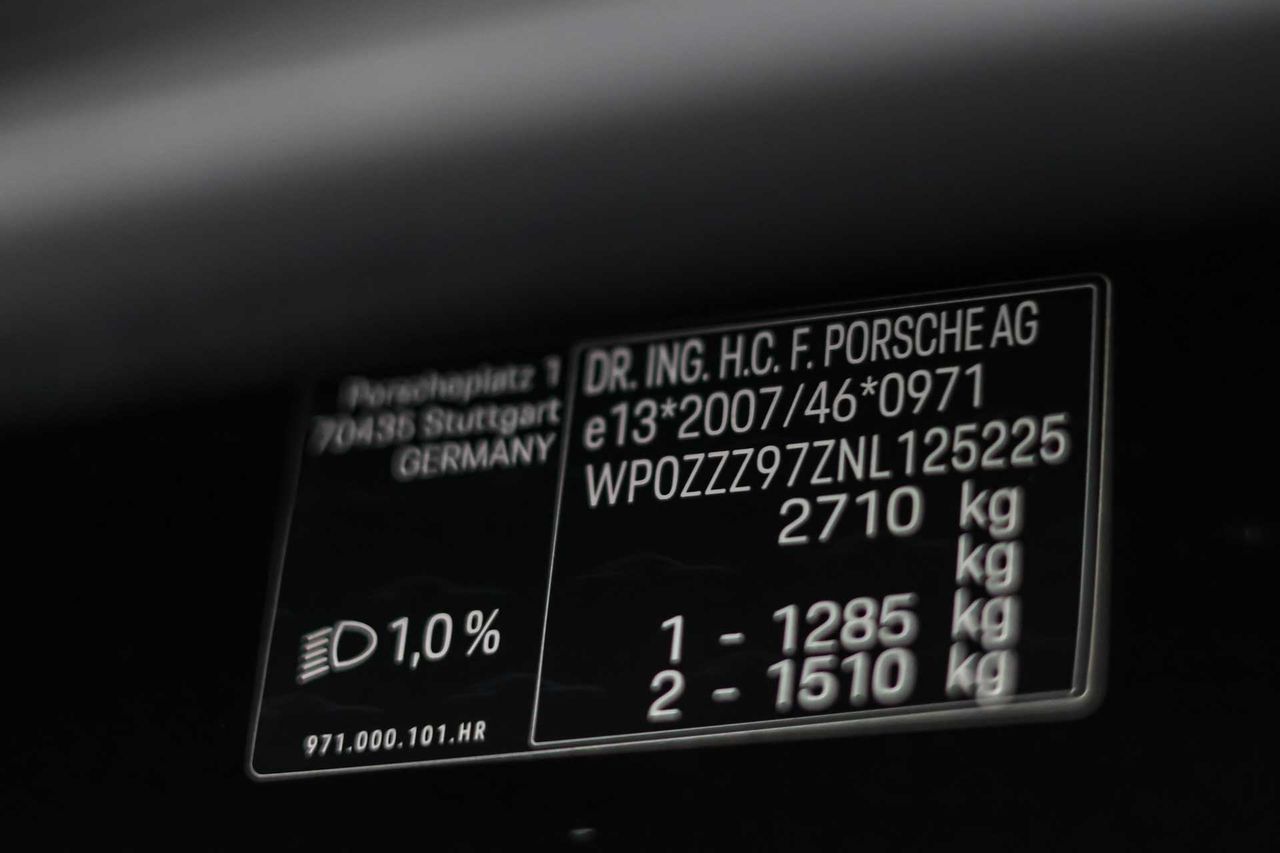 Porscheplatz 1
70435 Stuttgart
GERMANY
1,0 %
971.000.101.HR
DR. ING. H.C. F. PORSCHE AG
e13*2007/46*0971
WP0ZZZ97ZNL125225
2710 kg
kg
1 - 1285 kg
2 - 1510 kg